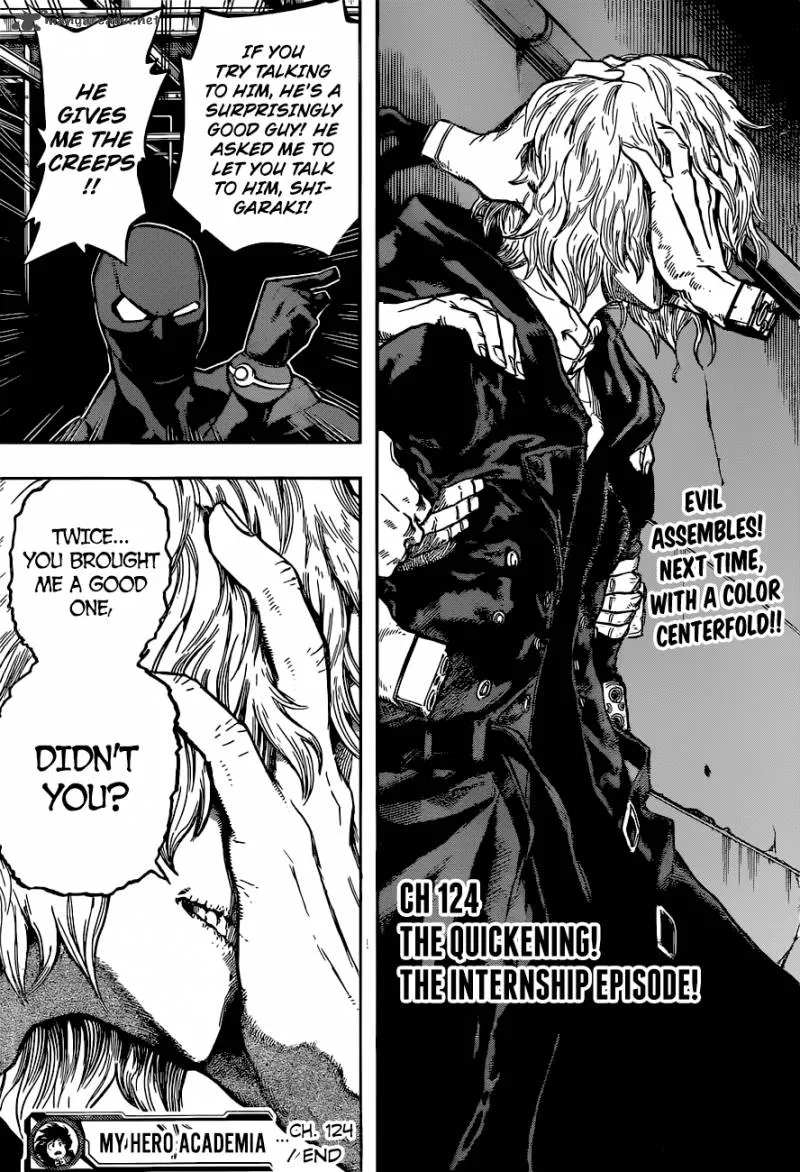 IF YOU
TRY TALKING
TO HIM, HE'S A
SURPRISINGLY
GOOD GUY! HE
ASKED ME TO
LET YOU TALK
TO HIM, SHI-
GARAKI!
HE
GIVES
ME THE
CREEPS
!!
EVIL
ASSEMBLES!
NEXT TIME,
WITH A COLOR
CENTERFOLD!!
CH 124
THE QUICKENING!
THE INTERNSHIP EPISODE!
TWICE...
YOU BROUGHT
ME A GOOD
ONE,
DIDN'T
YOU?
MY HERO ACADEMIA ... CH. 124
// END